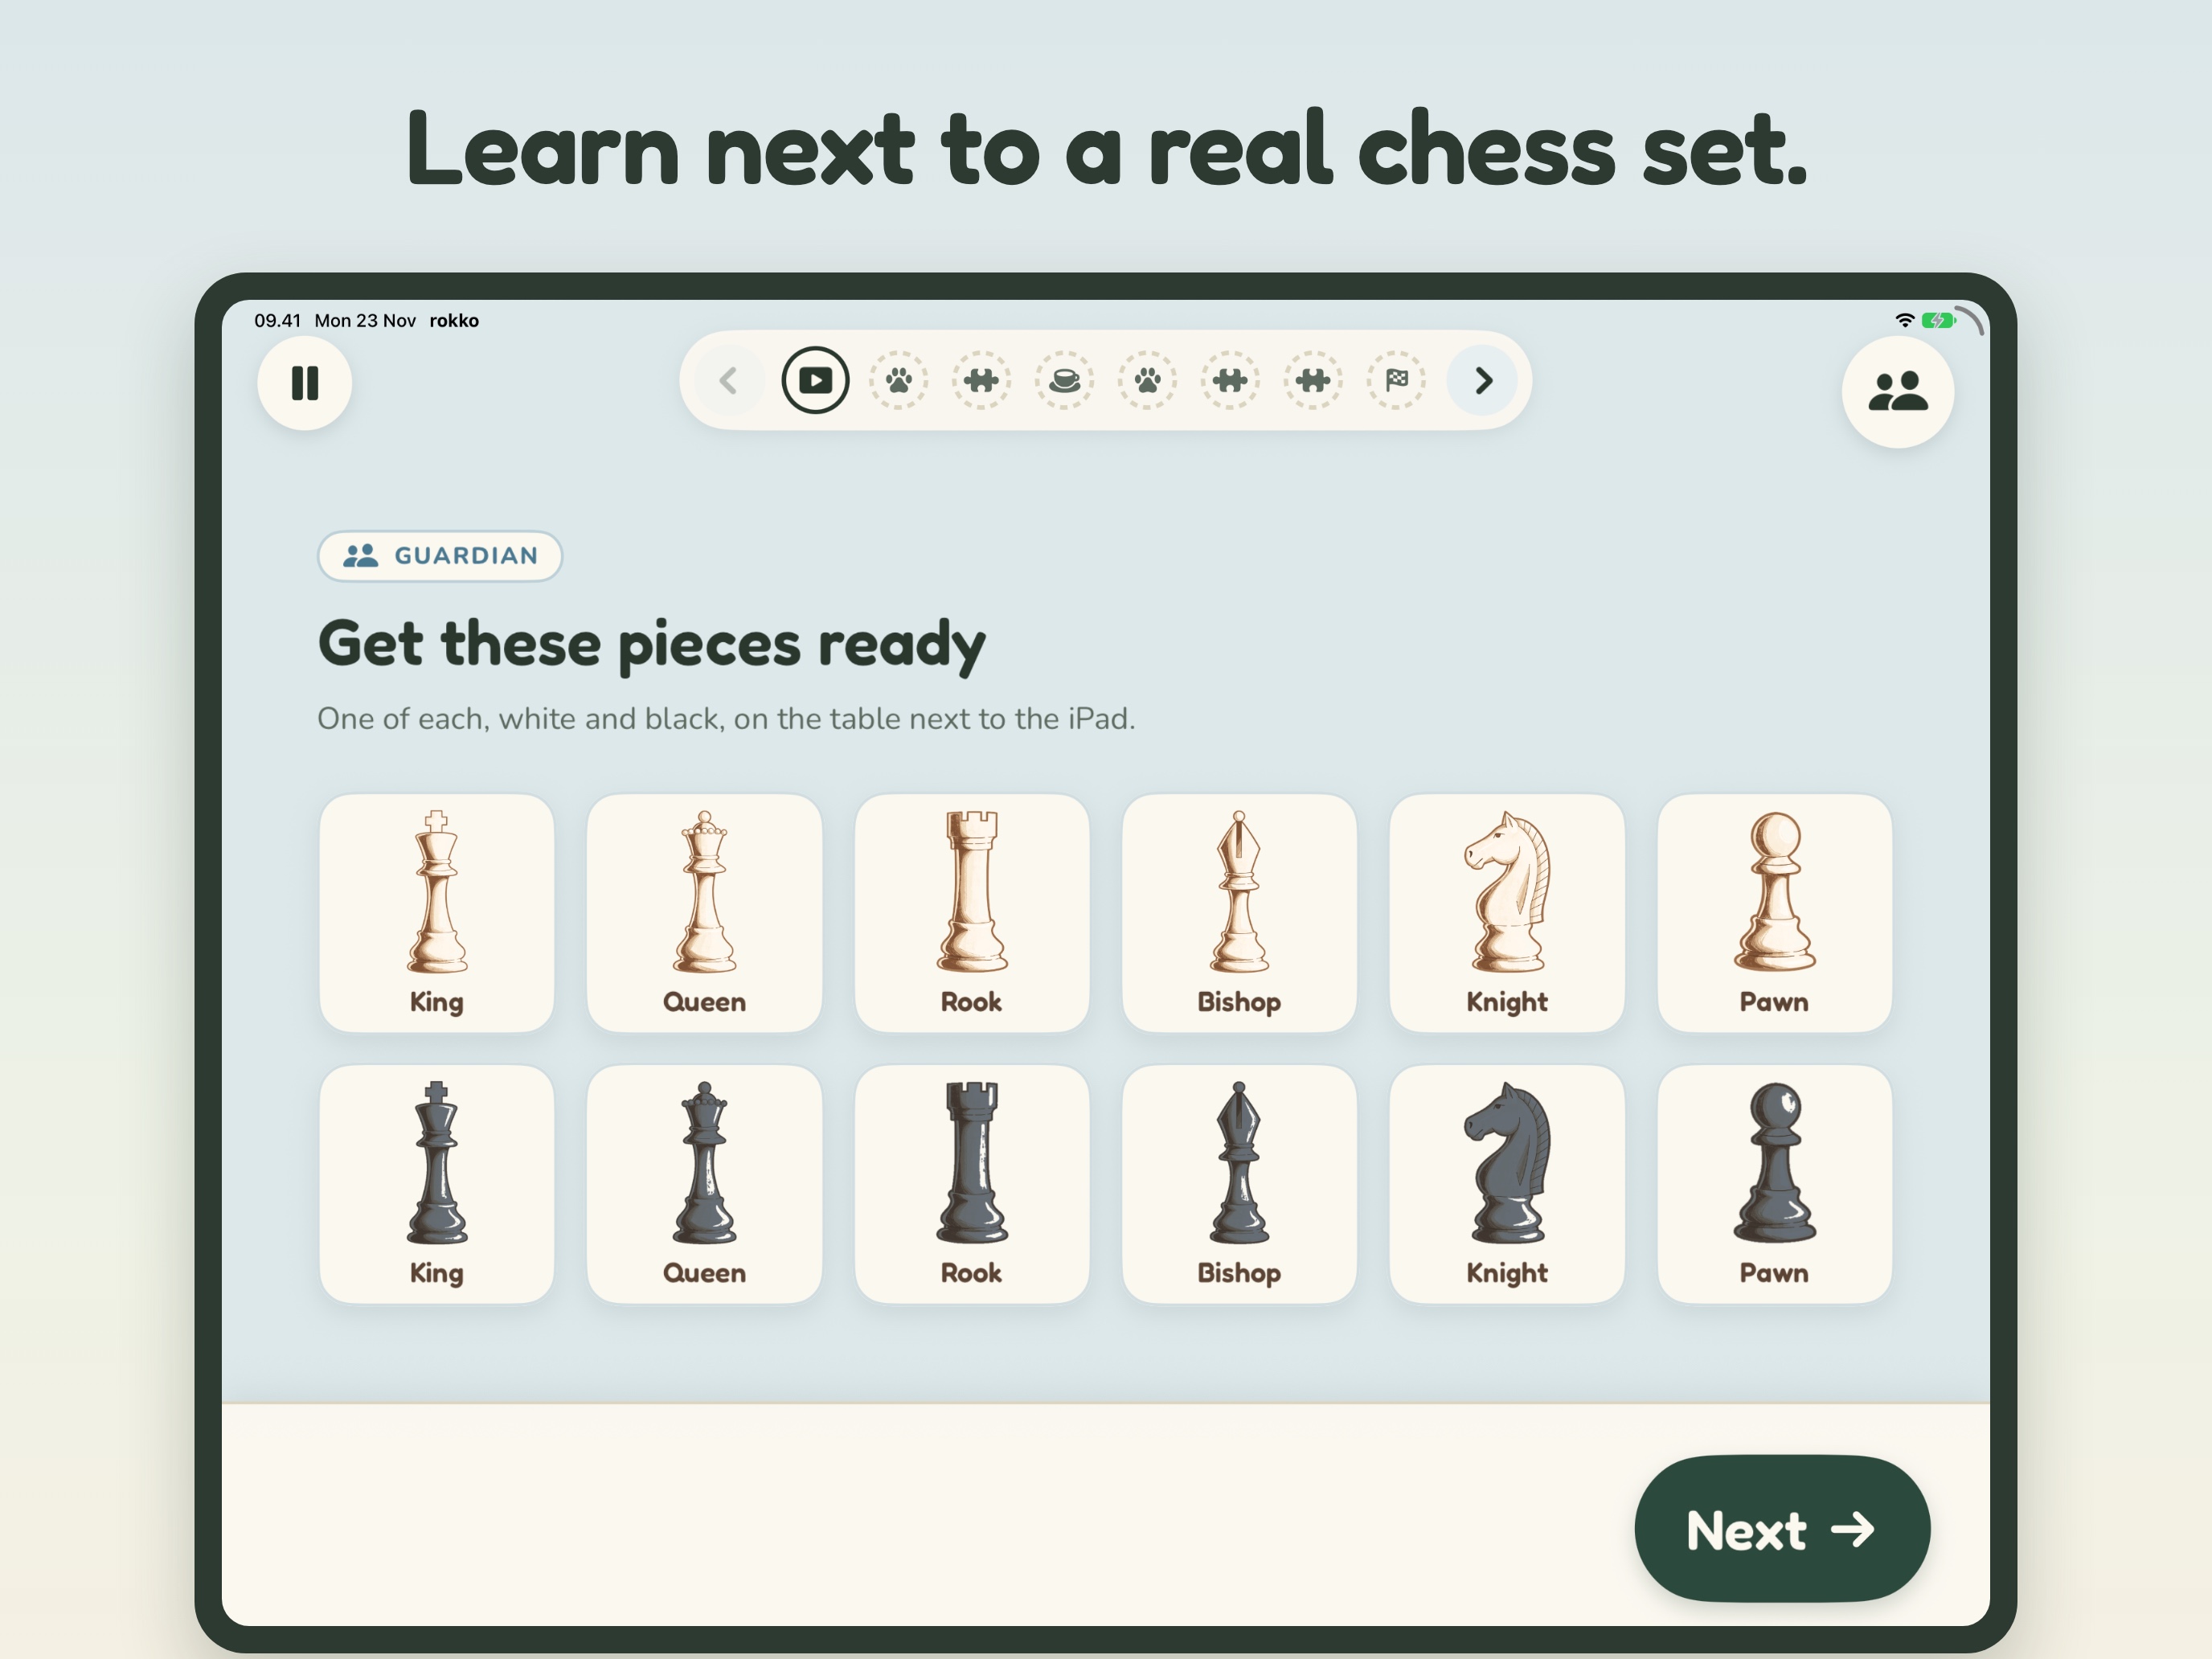 Learn next to a real chess set.
09.41 Mon 23 Nov rokko
GUARDIAN
Get these pieces ready
One of each, white and black, on the table next to the iPad.
King Queen Rook Bishop Knight Pawn
King Queen Rook Bishop Knight Pawn
Next →